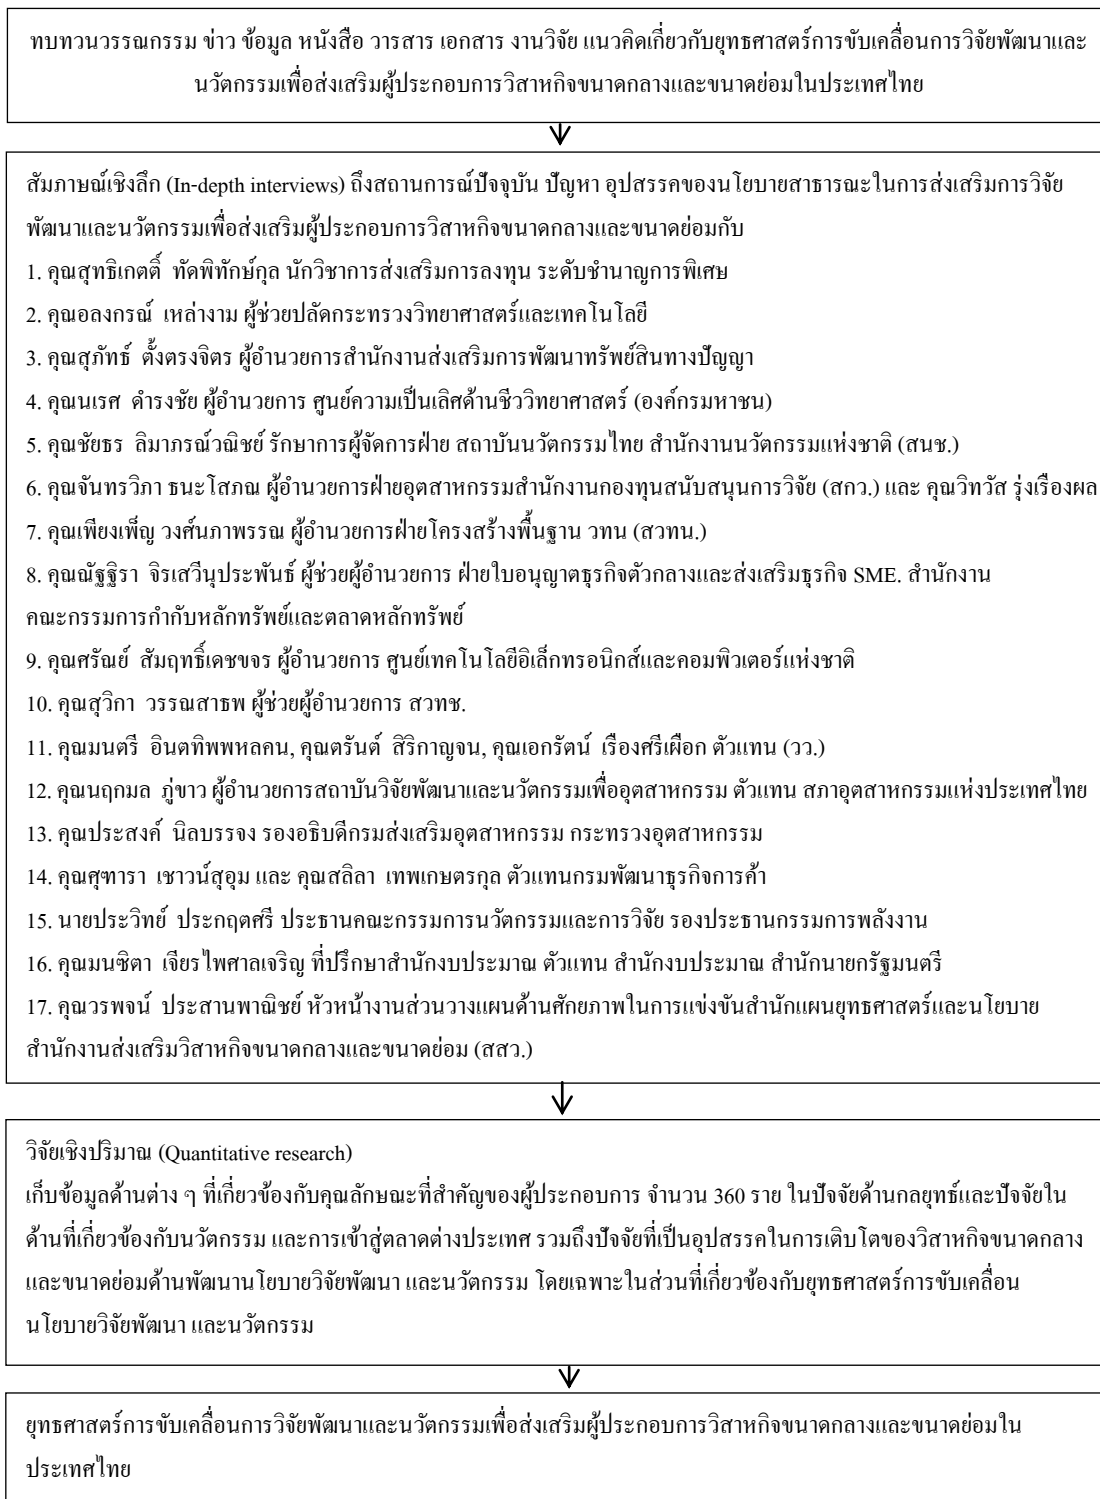 ทบทวนวรรณกรรม ข่าว ข้อมูล หนังสือ วารสาร เอกสาร งานวิจัย แนวคิดเกี่ยวกับยุทธศาสตร์การขับเคลื่อนการวิจัยพัฒนาและ
นวัตกรรมเพื่อส่งเสริมผู้ประกอบการวิสาหกิจขนาดกลางและขนาดย่อมในประเทศไทย
สัมภาษณ์เชิงลึก (In-depth interviews) ถึงสถานการณ์ปัจจุบัน ปัญหา อุปสรรคของนโยบายสาธารณะในการส่งเสริมการวิจัย
พัฒนาและนวัตกรรมเพื่อส่งเสริมผู้ประกอบการวิสาหกิจขนาดกลางและขนาดย่อมกับ
1. คุณสุทธิเกตติ์ ทัดพิทักษ์กุล นักวิชาการส่งเสริมการลงทุน ระดับชำนาญการพิเศษ
2. คุณอลงกรณ์ เหล่างาม ผู้ช่วยปลัดกระทรวงวิทยาศาสตร์และเทคโนโลยี
3. คุณสุภัทธ์ ตั้งตรงจิตร ผู้อำนวยการสำนักงานส่งเสริมการพัฒนาทรัพย์สินทางปัญญา
4. คุณนเรศ ดำรงชัย ผู้อำนวยการ ศูนย์ความเป็นเลิศด้านชีววิทยาศาสตร์ (องค์กรมหาชน)
5. คุณชัยธร ลิมาภรณ์วณิชย์ รักษาการผู้จัดการฝ่าย สถาบันนวัตกรรมไทย สำนักงานนวัตกรรมแห่งชาติ (สนช.)
6. คุณจันทรวิภา ธนะโสภณ ผู้อำนวยการฝ่ายอุตสาหกรรมสำนักงานกองทุนสนับสนุนการวิจัย (สกว.) และ คุณวิทวัส รุ่งเรืองผล
7. คุณเพียงเพ็ญ วงศ์นภาพรรณ ผู้อำนวยการฝ่ายโครงสร้างพื้นฐาน วทน (สวทน.)
8. คุณณัฐฐิรา จิรเสวีนุประพันธ์ ผู้ช่วยผู้อำนวยการ ฝ่ายใบอนุญาตธุรกิจตัวกลางและส่งเสริมธุรกิจ SME. สำนักงาน
คณะกรรมการกำกับหลักทรัพย์และตลาดหลักทรัพย์
9. คุณศรัณย์ สัมฤทธิ์เดชขจร ผู้อำนวยการ ศูนย์เทคโนโลยีอิเล็กทรอนิกส์และคอมพิวเตอร์แห่งชาติ
10. คุณสุวิภา วรรณสาธพ ผู้ช่วยผู้อำนวยการ สวทช.
11. คุณมนตรี อินตทิพพหลคน, คุณตรันต์ สิริกาญจน, คุณเอกรัตน์ เรืองศรีเผือก ตัวแทน (วว.)
12. คุณนฤกมล ภู่ขาว ผู้อำนวยการสถาบันวิจัยพัฒนาและนวัตกรรมเพื่ออุตสาหกรรม ตัวแทน สภาอุตสาหกรรมแห่งประเทศไทย
13. คุณประสงค์ นิลบรรจง รองอธิบดีกรมส่งเสริมอุตสาหกรรม กระทรวงอุตสาหกรรม
14. คุณศุฑารา เชาวน์สุอุม และ คุณสลิลา เทพเกษตรกุล ตัวแทนกรมพัฒนาธุรกิจการค้า
15. นายประวิทย์ ประกฤตศรี ประธานคณะกรรมการนวัตกรรมและการวิจัย รองประธานกรรมการพลังงาน
16. คุณมนซิตา เจียรไพศาลเจริญ ที่ปรึกษาสำนักงบประมาณ ตัวแทน สำนักงบประมาณ สำนักนายกรัฐมนตรี
17. คุณวรพจน์ ประสานพาณิชย์ หัวหน้างานส่วนวางแผนด้านศักยภาพในการแข่งขันสำนักแผนยุทธศาสตร์และนโยบาย
สำนักงานส่งเสริมวิสาหกิจขนาดกลางและขนาดย่อม (สสว.)
วิจัยเชิงปริมาณ (Quantitative research)
เก็บข้อมูลด้านต่าง ๆ ที่เกี่ยวข้องกับคุณลักษณะที่สำคัญของผู้ประกอบการ จำนวน 360 ราย ในปัจจัยด้านกลยุทธ์และปัจจัยใน
ด้านที่เกี่ยวข้องกับนวัตกรรม และการเข้าสู่ตลาดต่างประเทศ รวมถึงปัจจัยที่เป็นอุปสรรคในการเติบโตของวิสาหกิจขนาดกลาง
และขนาดย่อมด้านพัฒนานโยบายวิจัยพัฒนา และนวัตกรรม โดยเฉพาะในส่วนที่เกี่ยวข้องกับยุทธศาสตร์การขับเคลื่อน
นโยบายวิจัยพัฒนา และนวัตกรรม
ยุทธศาสตร์การขับเคลื่อนการวิจัยพัฒนาและนวัตกรรมเพื่อส่งเสริมผู้ประกอบการวิสาหกิจขนาดกลางและขนาดย่อมใน
ประเทศไทย